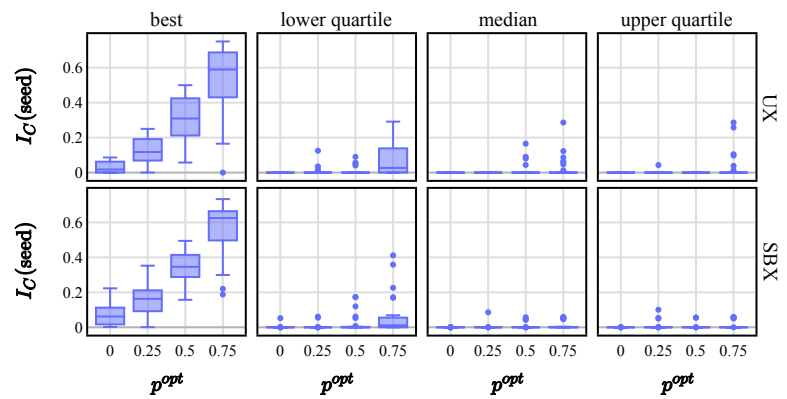 best lower quartile median upper quartile
0.6
0.4
0.2
0
I_C(seed)
UX
0.6
0.4
0.2
0
I_C(seed)
SBX
0 0.25 0.5 0.75 0 0.25 0.5 0.75 0 0.25 0.5 0.75 0 0.25 0.5 0.75
p^opt p^opt p^opt p^opt